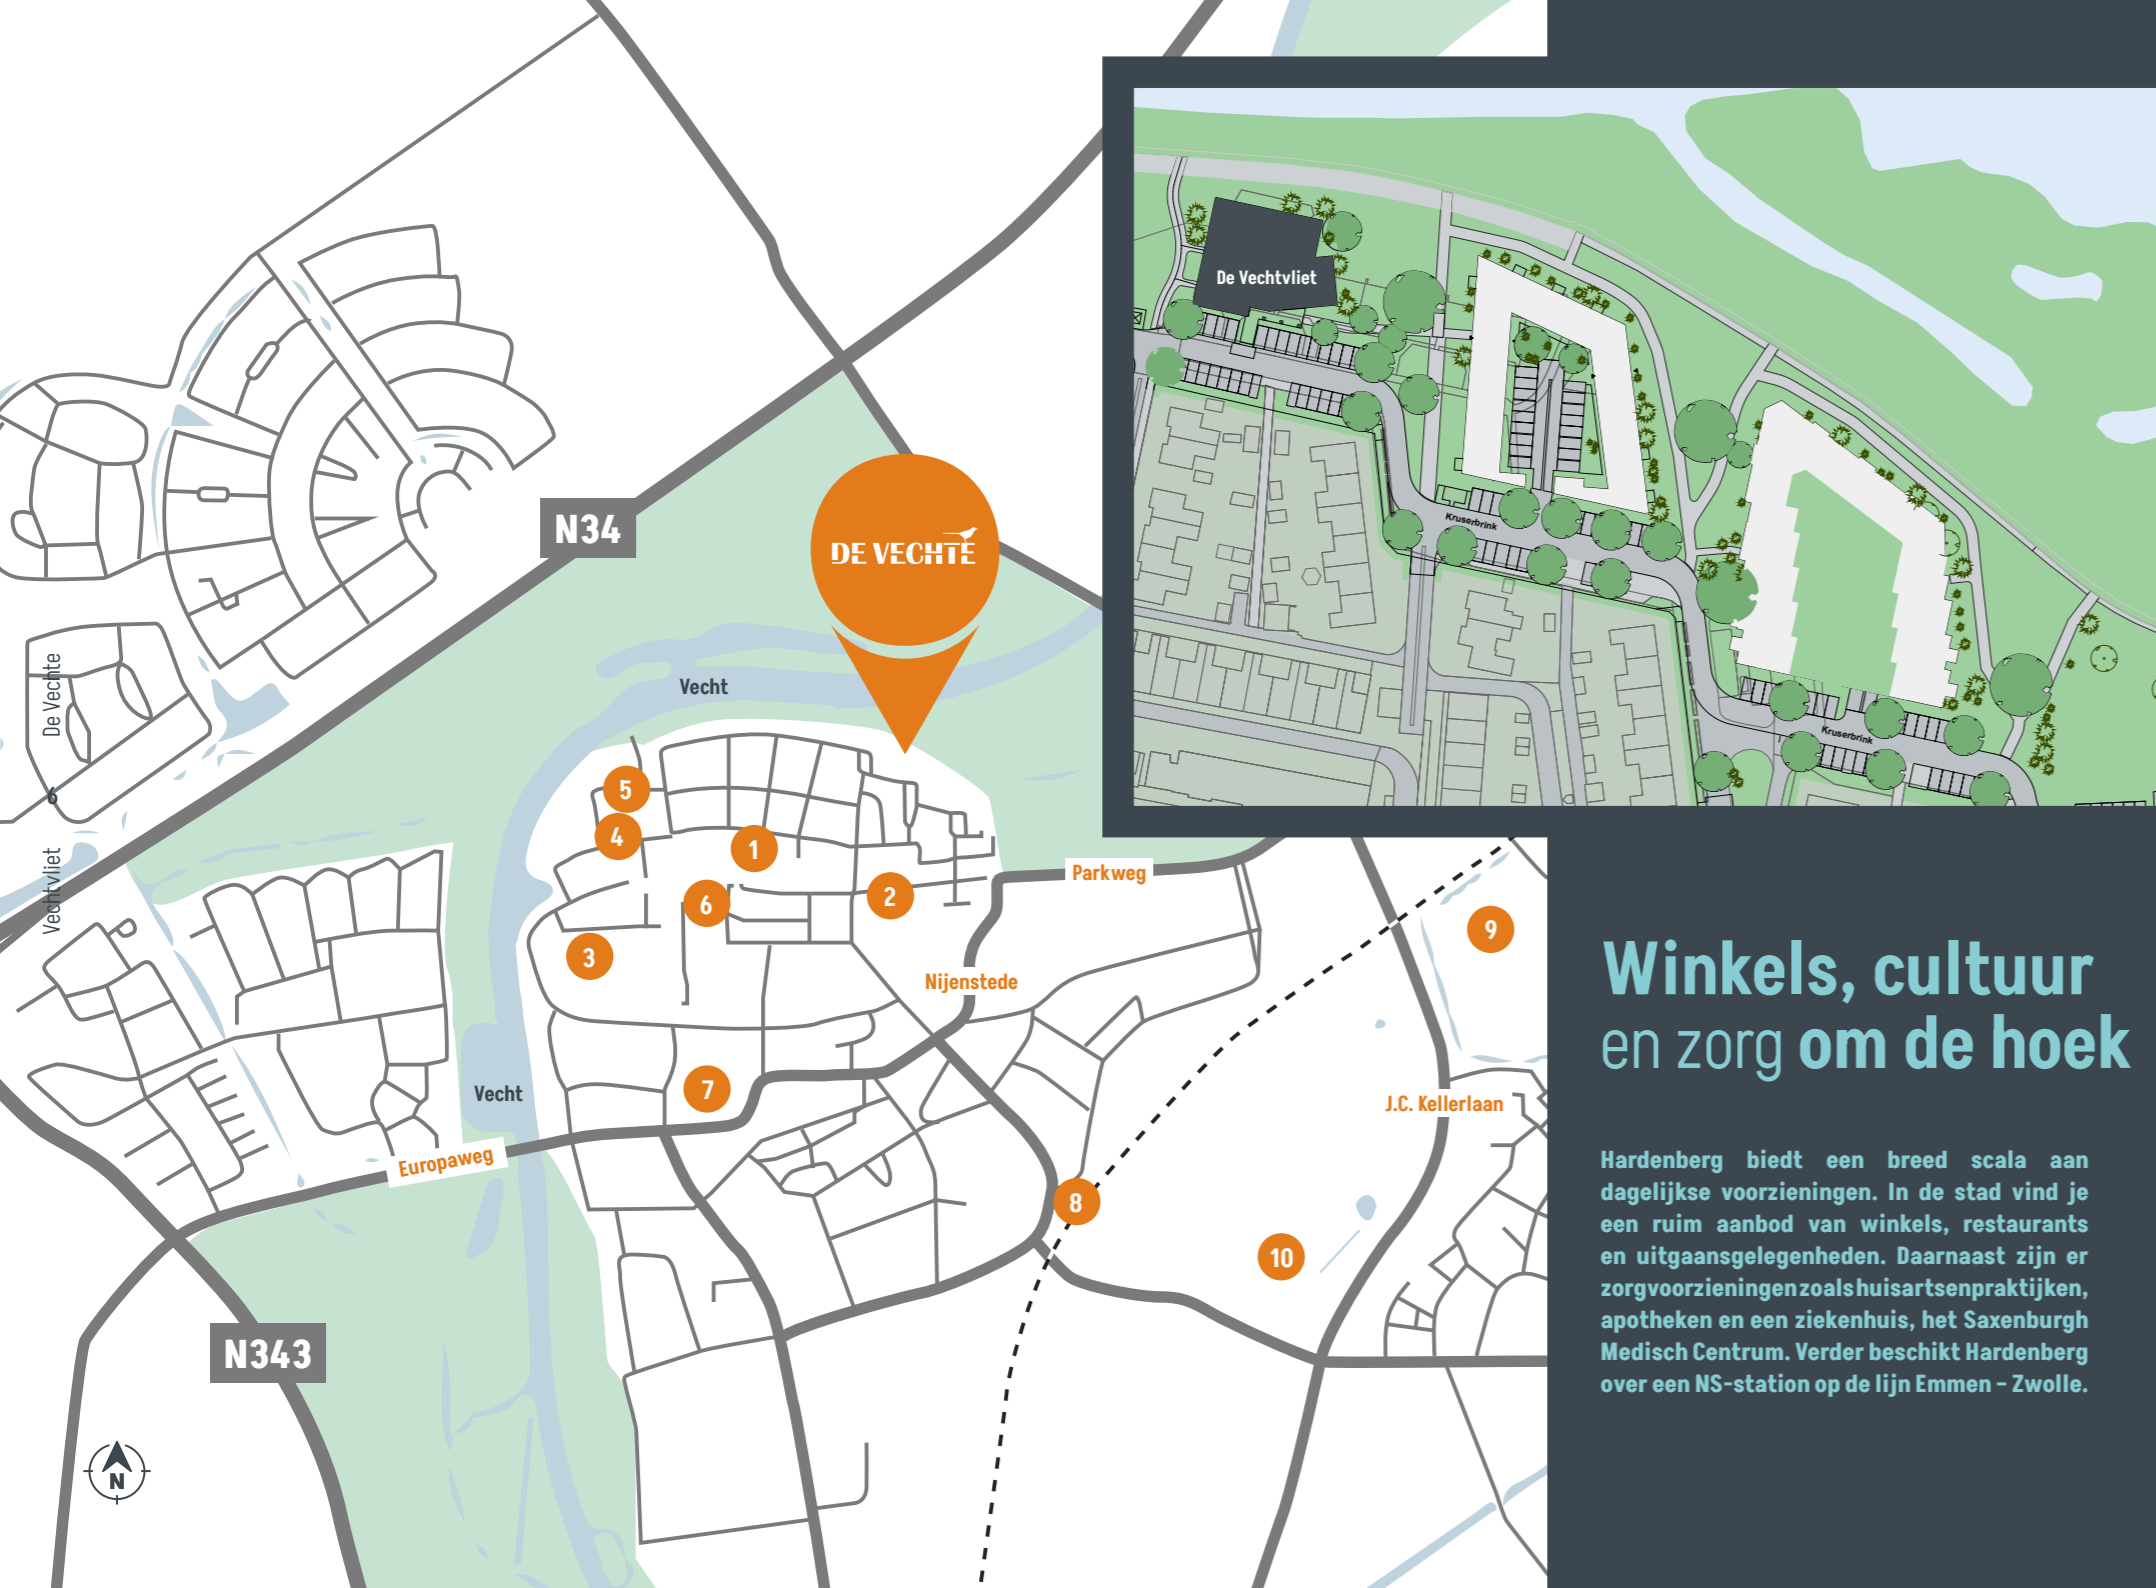 De Vechtvliet
Kruserbrink
Kruserbrink
N34
DE VECHTE
Vecht
De Vechte
6
Vechtvliet
5
4
1
6
2
3
Parkweg
9
Nijenstede
7
Vecht
J.C. Kellerlaan
Europaweg
8
10
N343
N
Winkels, cultuur
en zorg om de hoek
Hardenberg biedt een breed scala aan
dagelijkse voorzieningen. In de stad vind je
een ruim aanbod van winkels, restaurants
en uitgaansgelegenheden. Daarnaast zijn er
zorgvoorzieningen zoals huisartsenpraktijken,
apotheken en een ziekenhuis, het Saxenburgh
Medisch Centrum. Verder beschikt Hardenberg
over een NS-station op de lijn Emmen – Zwolle.